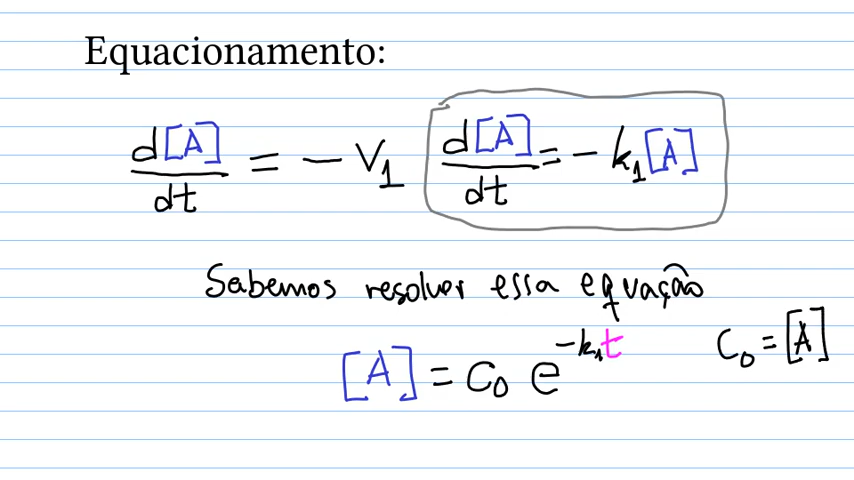 Equacionamento:
d[A]/dt = - V₁ d[A]/dt = - k₁[A]
Sabemos resolver essa equação
[A] = C₀ e^(-k₁t) C₀ = [A]